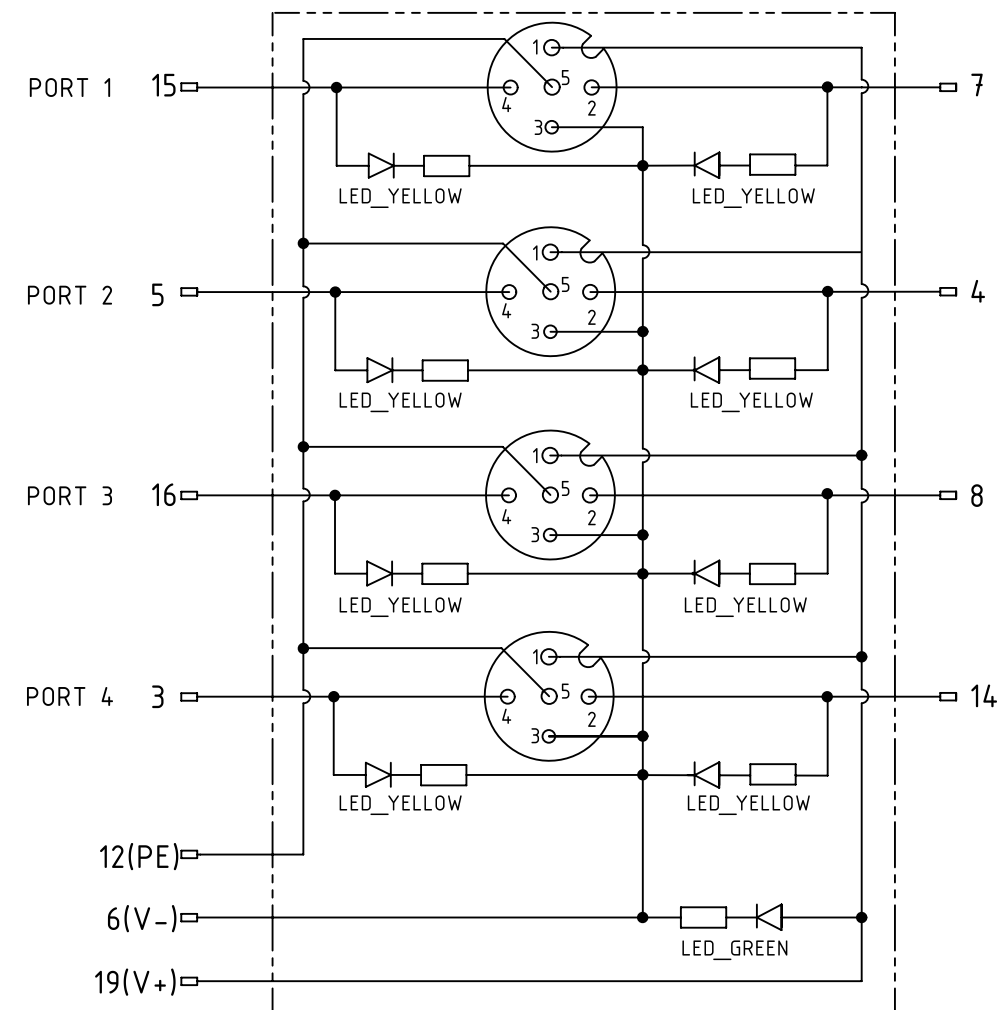 1
PORT 1 15 4 5 2 7
3
LED_YELLOW LED_YELLOW
1
PORT 2 5 4 5 2 4
3
LED_YELLOW LED_YELLOW
1
PORT 3 16 4 5 2 8
3
LED_YELLOW LED_YELLOW
1
PORT 4 3 4 5 2 14
3
LED_YELLOW LED_YELLOW
12(PE)
6(V-)
LED_GREEN
19(V+)